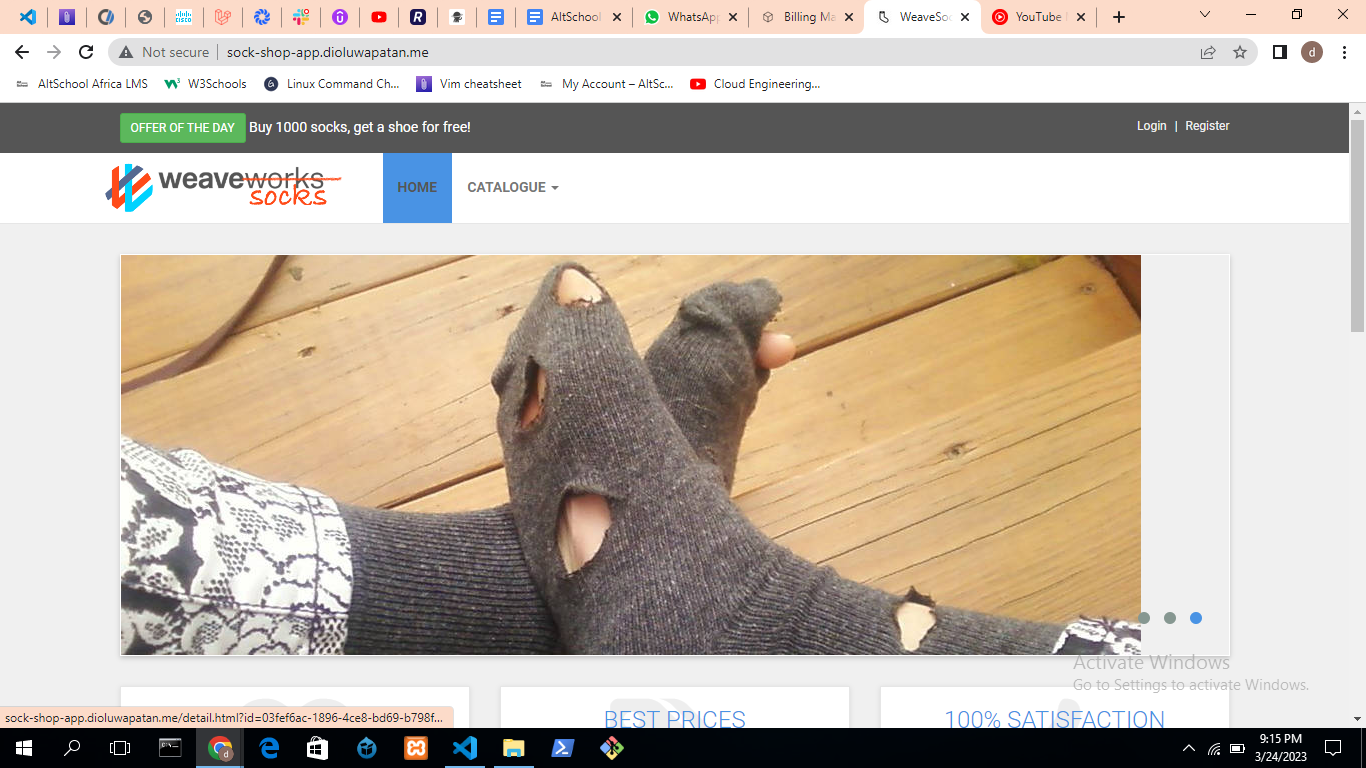 AltSchool
WhatsApp
Billing Ma
WeaveSoc
YouTube
Not secure
sock-shop-app.dioluwapatan.me
d
AltSchool Africa LMS
W3Schools
Linux Command Ch...
Vim cheatsheet
My Account – AltSc...
Cloud Engineering...
OFFER OF THE DAY Buy 1000 socks, get a shoe for free!
Login | Register
weaveworks
socks
HOME
CATALOGUE
Activate Windows
Go to Settings to activate Windows.
BEST PRICES
100% SATISFACTION
sock-shop-app.dioluwapatan.me/detail.html?id=03fef6ac-1896-4ce8-bd69-b798f...
9:15 PM
3/24/2023